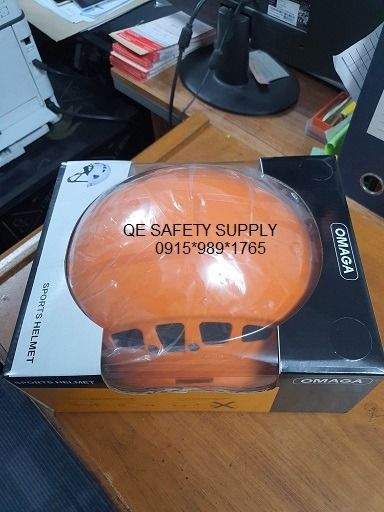 QE SAFETY SUPPLY
0915*989*1765
SPORTS HELMET
OMAGA
SPORTS HELMET
OMAGA